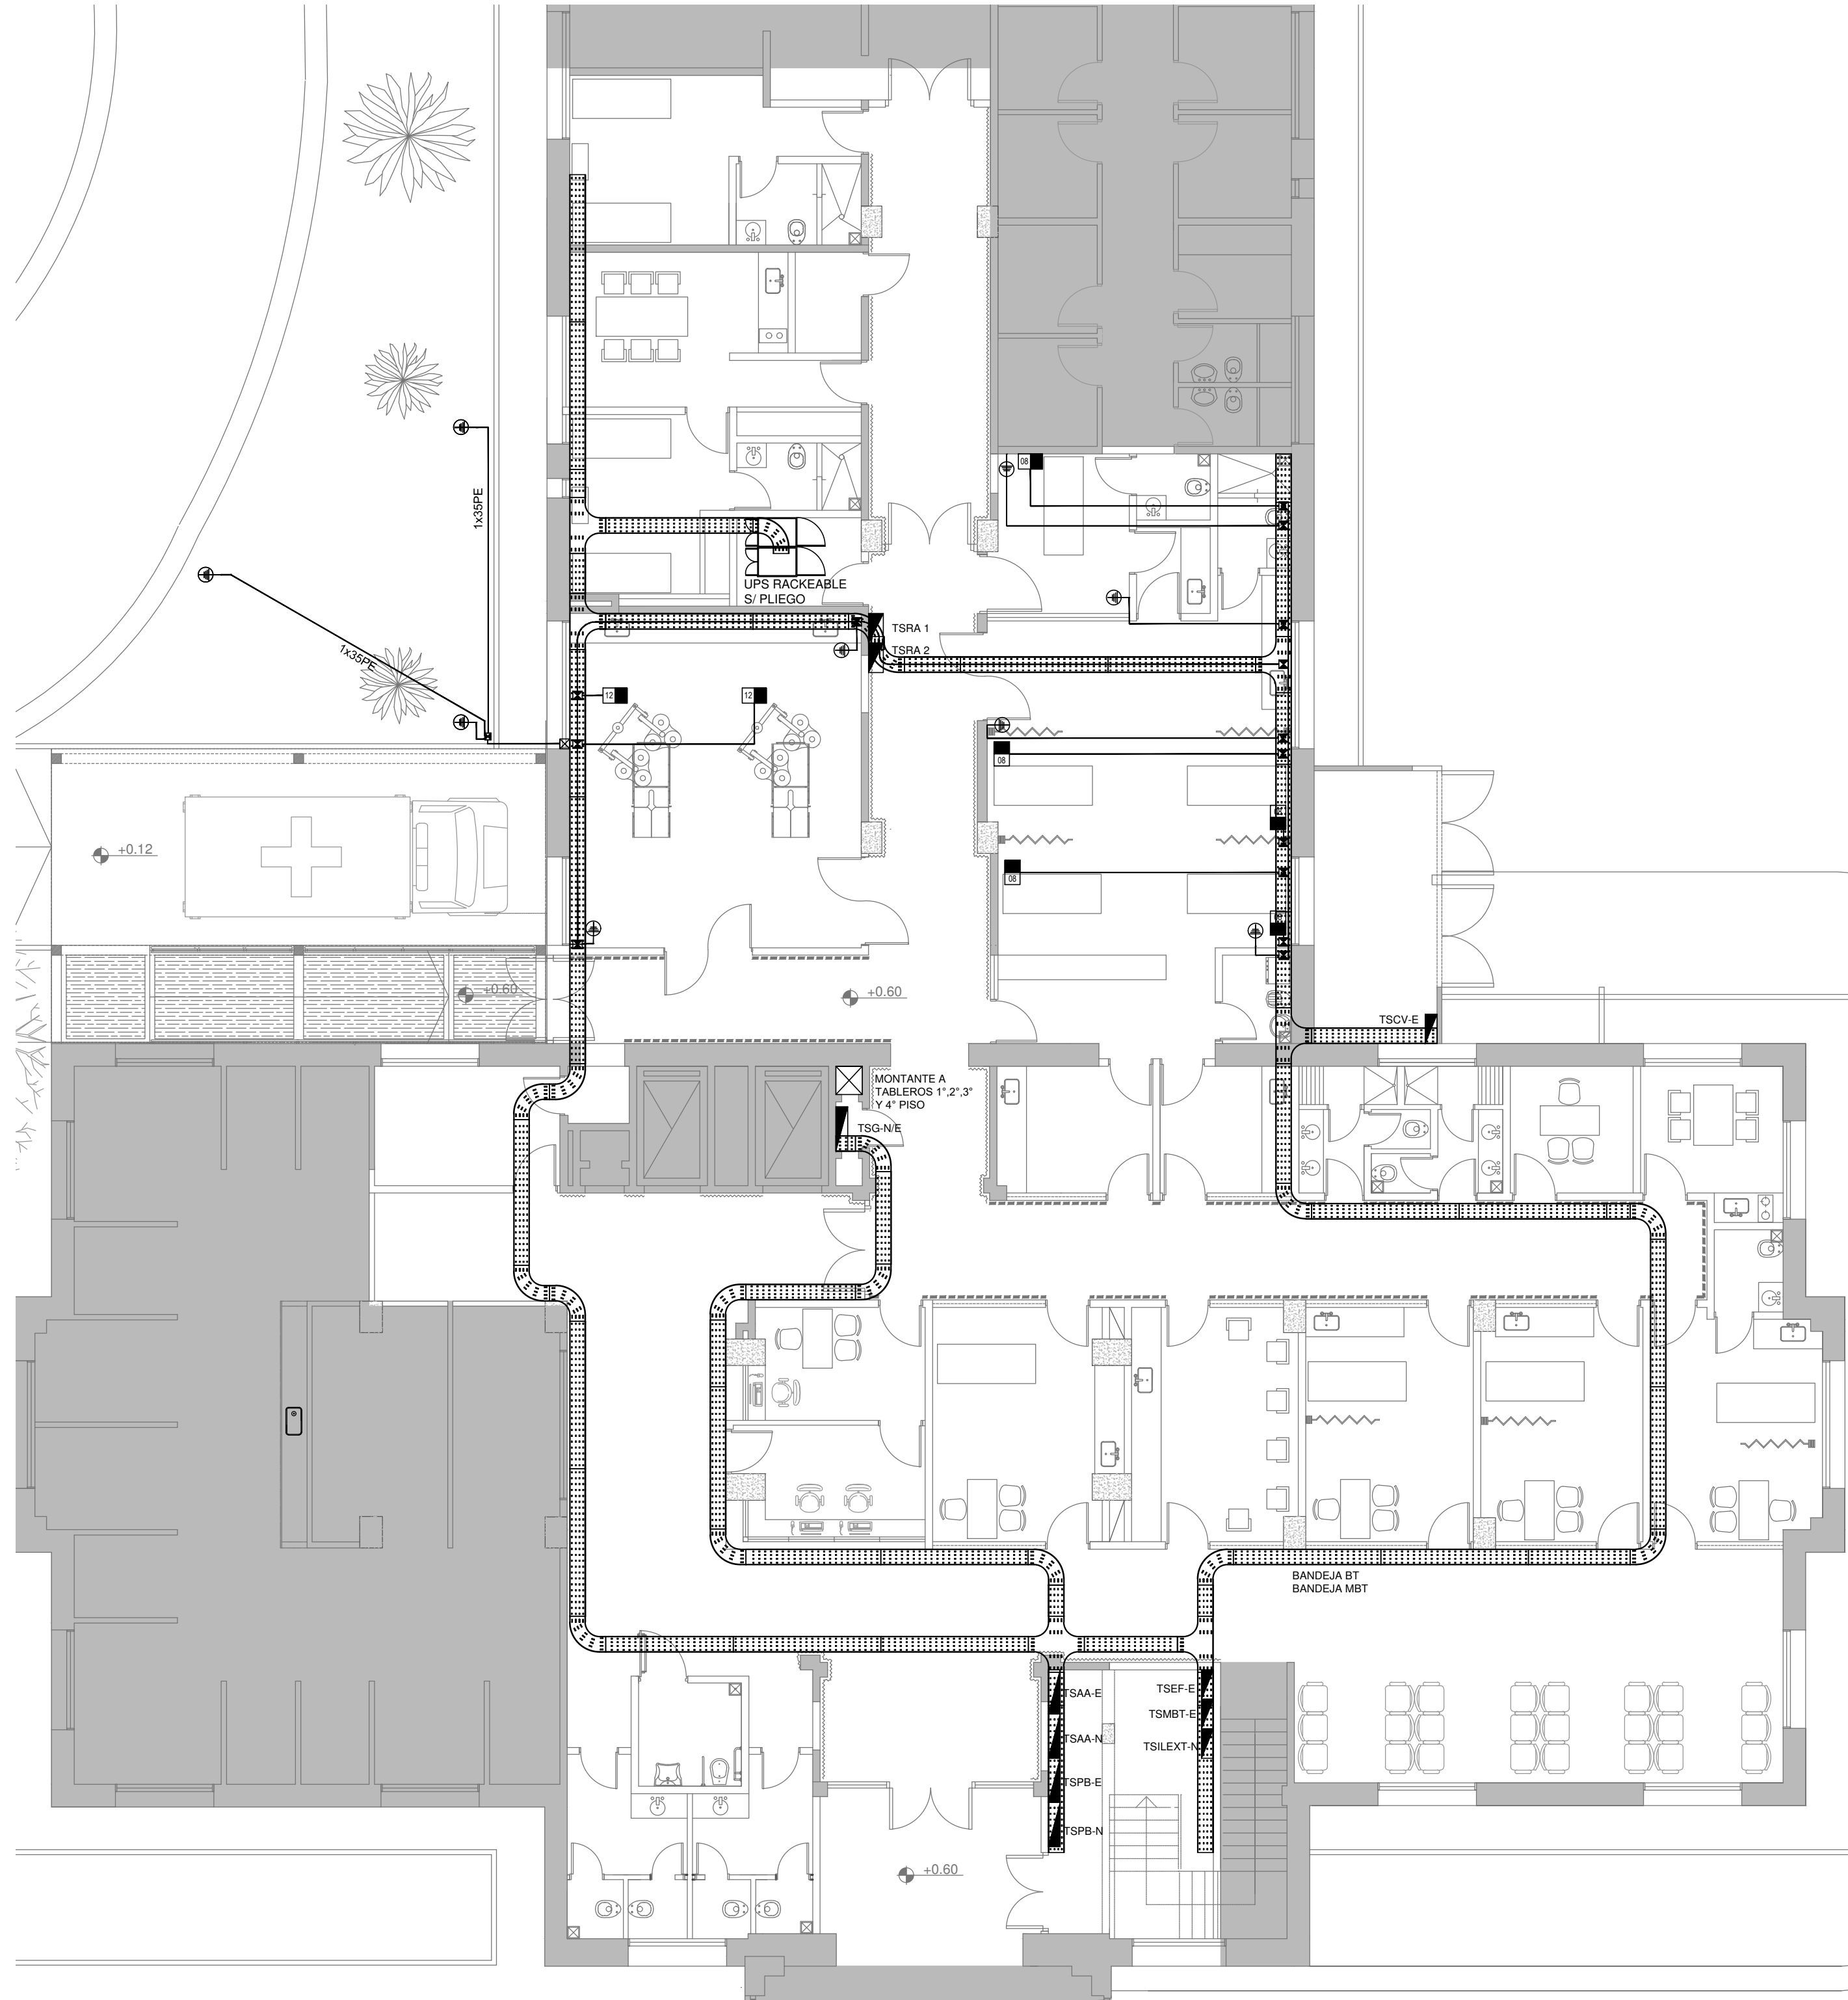 08
1x35PE
UPS RACKEABLE
S/ PLIEGO
TSRA 1
TSRA 2
1x35PE
12
12
08
+0.12
08
+0.60
+0.60
TSCV-E
MONTANTE A
TABLEROS 1°,2°,3°
Y 4° PISO
TSG-N/E
BANDEJA BT
BANDEJA MBT
TSAA-E
TSEF-E
TSMBT-E
TSAA-N
TSILEXT-N
TSPB-E
TSPB-N
+0.60